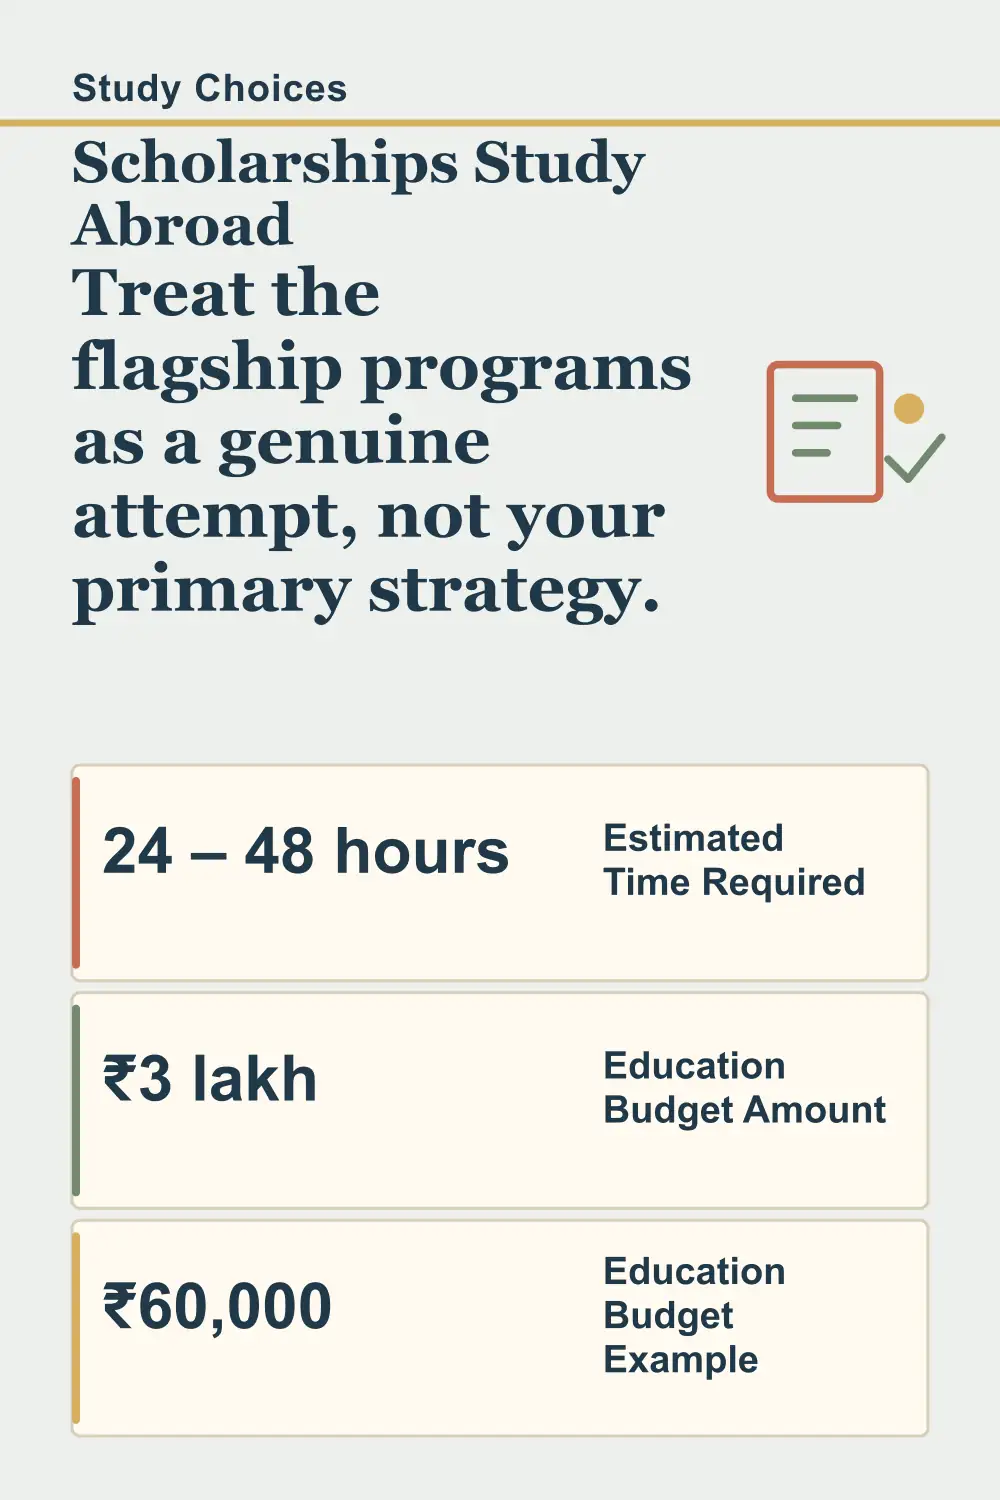 Study Choices
Scholarships Study
Abroad
Treat the
flagship programs
as a genuine
attempt, not your
primary strategy.
24 – 48 hours
Estimated
Time Required
₹3 lakh
Education
Budget Amount
₹60,000
Education
Budget
Example